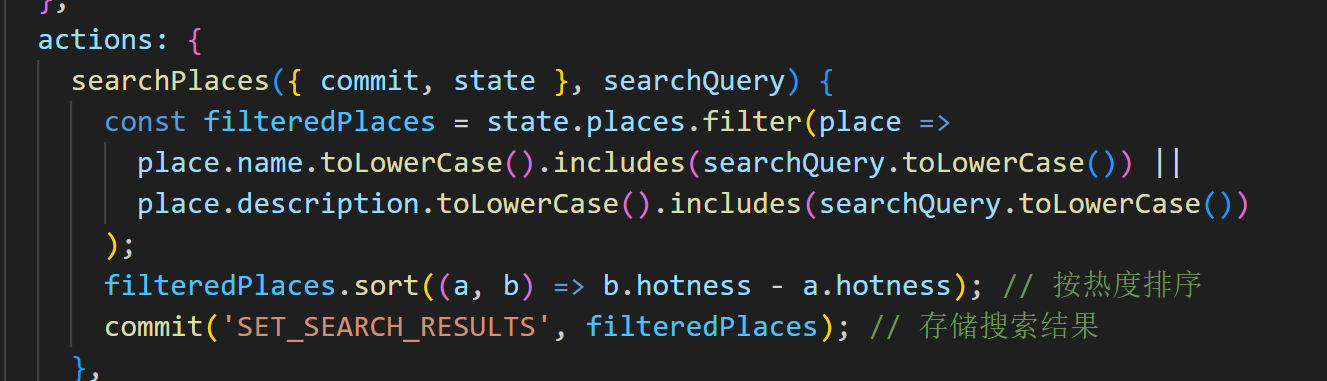 },
actions: {
searchPlaces({ commit, state }, searchQuery) {
const filteredPlaces = state.places.filter(place =>
place.name.toLowerCase().includes(searchQuery.toLowerCase()) ||
place.description.toLowerCase().includes(searchQuery.toLowerCase())
);
filteredPlaces.sort((a, b) => b.hotness - a.hotness); // 按热度排序
commit('SET_SEARCH_RESULTS', filteredPlaces); // 存储搜索结果
},